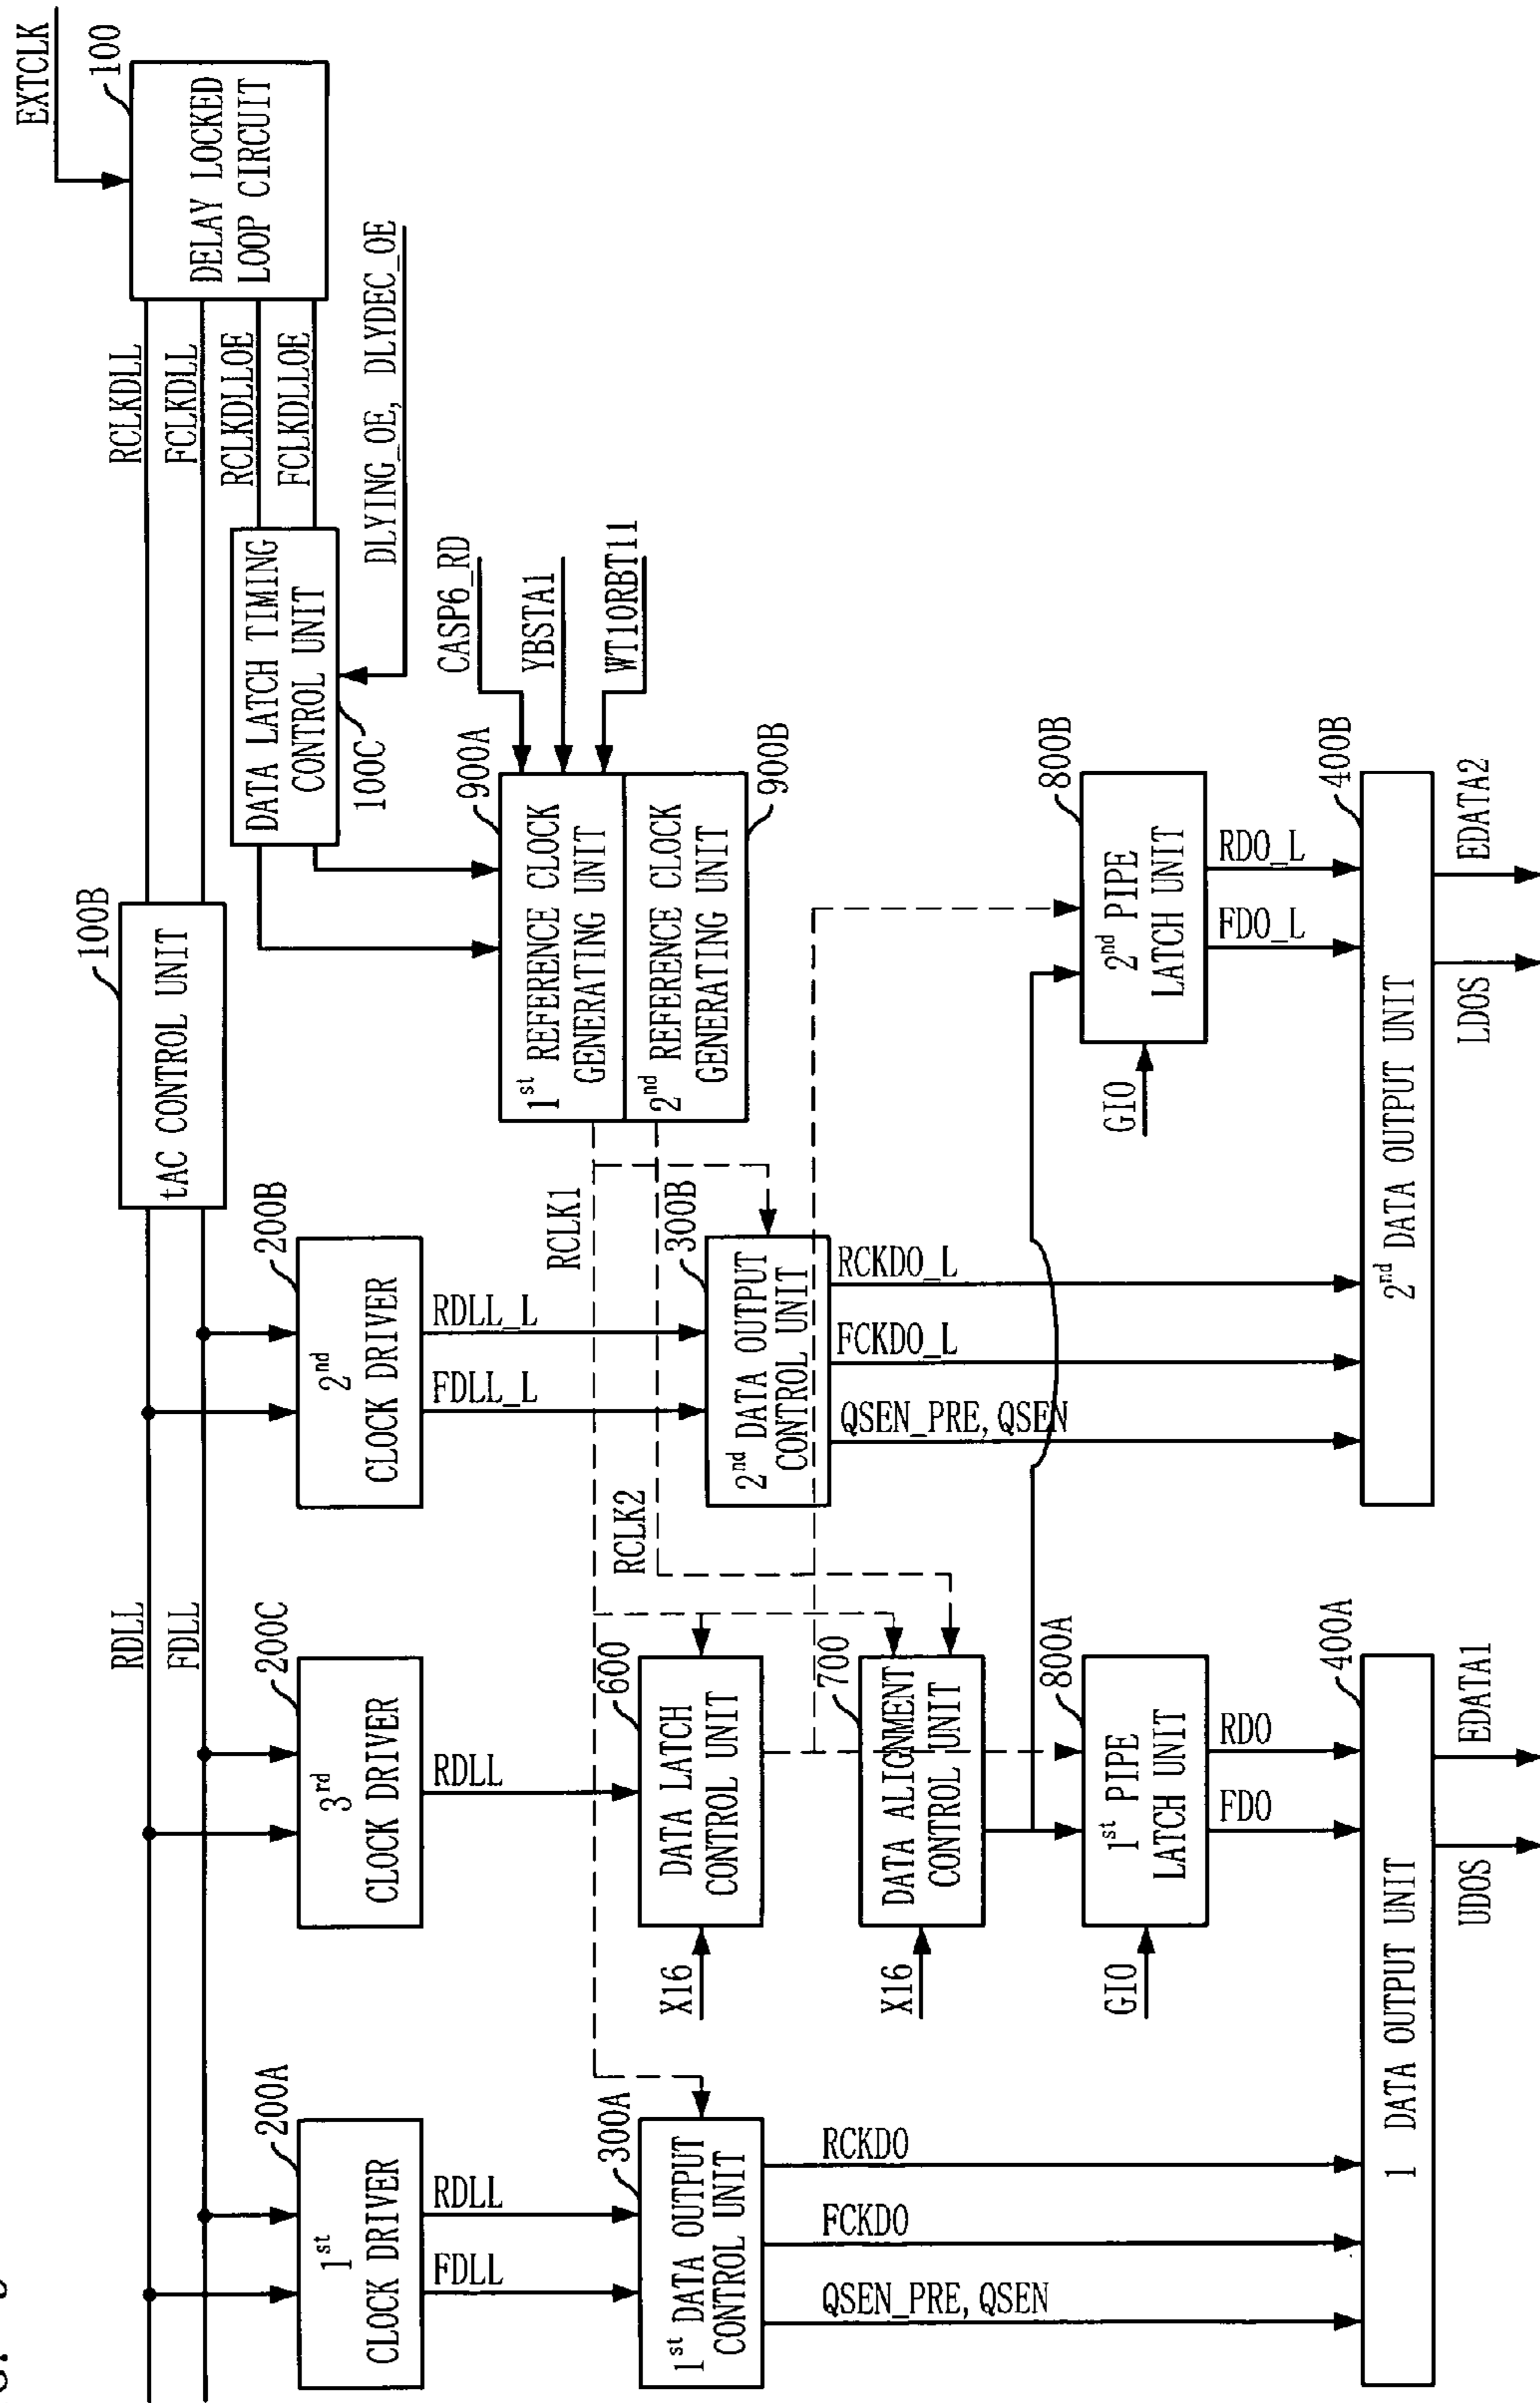 EXTCLK
100
DELAY LOCKED
LOOP CIRCUIT
RCLKDLL
FCLKDLL
RCLKDLLOE
FCLKDLLOE
DLYING_OE, DLYDEC_OE
DATA LATCH TIMING
CONTROL UNIT
100C
100B
tAC CONTROL UNIT
CASP6_RD
YBSTA1
WT10RBT11
900A
1st REFERENCE CLOCK
GENERATING UNIT
2nd REFERENCE CLOCK
GENERATING UNIT
900B
RCLK1
RCLK2
RDLL
FDLL
200A
1st
CLOCK DRIVER
RDLL
FDLL
200C
3rd
CLOCK DRIVER
RDLL
200B
2nd
CLOCK DRIVER
RDLL_L
FDLL_L
300A
1st DATA OUTPUT
CONTROL UNIT
RCKDO
FCKDO
QSEN_PRE, QSEN
600
DATA LATCH
CONTROL UNIT
X16
700
DATA ALIGNMENT
CONTROL UNIT
X16
300B
2nd DATA OUTPUT
CONTROL UNIT
RCKDO_L
FCKDO_L
QSEN_PRE, QSEN
800A
1st PIPE
LATCH UNIT
GIO
RDO
FDO
800B
2nd PIPE
LATCH UNIT
GIO
RDO_L
FDO_L
400A
1 DATA OUTPUT UNIT
UDOS
EDATA1
400B
2nd DATA OUTPUT UNIT
LDOS
EDATA2